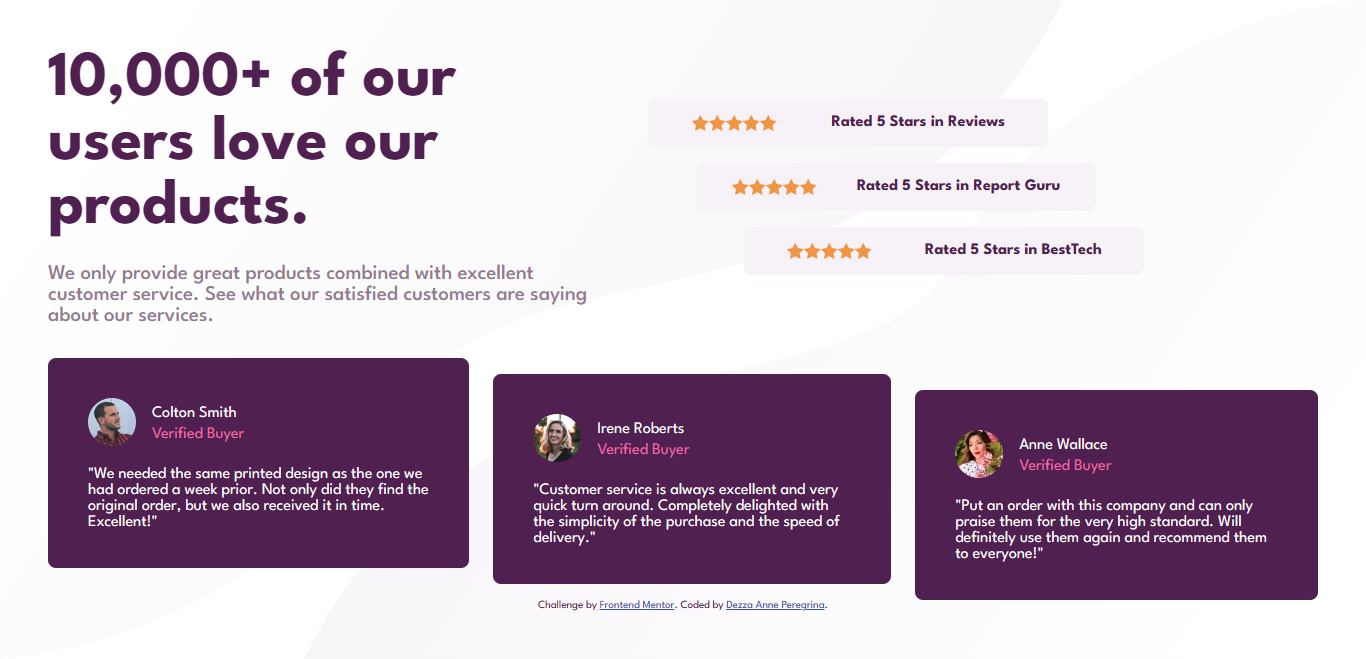 10,000+ of our
users love our
products.
We only provide great products combined with excellent
customer service. See what our satisfied customers are saying
about our services.
Rated 5 Stars in Reviews
Rated 5 Stars in Report Guru
Rated 5 Stars in BestTech
Colton Smith
Verified Buyer
"We needed the same printed design as the one we
had ordered a week prior. Not only did they find the
original order, but we also received it in time.
Excellent!"
Irene Roberts
Verified Buyer
"Customer service is always excellent and very
quick turn around. Completely delighted with
the simplicity of the purchase and the speed of
delivery."
Anne Wallace
Verified Buyer
"Put an order with this company and can only
praise them for the very high standard. Will
definitely use them again and recommend them
to everyone!"
Challenge by Frontend Mentor. Coded by Dezza Anne Peregrina.